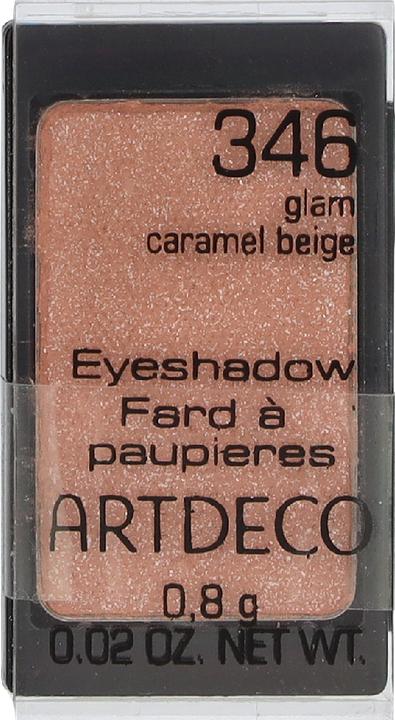 346
glam
caramel beige
Eyeshadow
Fard à
paupieres
ARTDECO
0,8 g
0.02 OZ. NET WT.